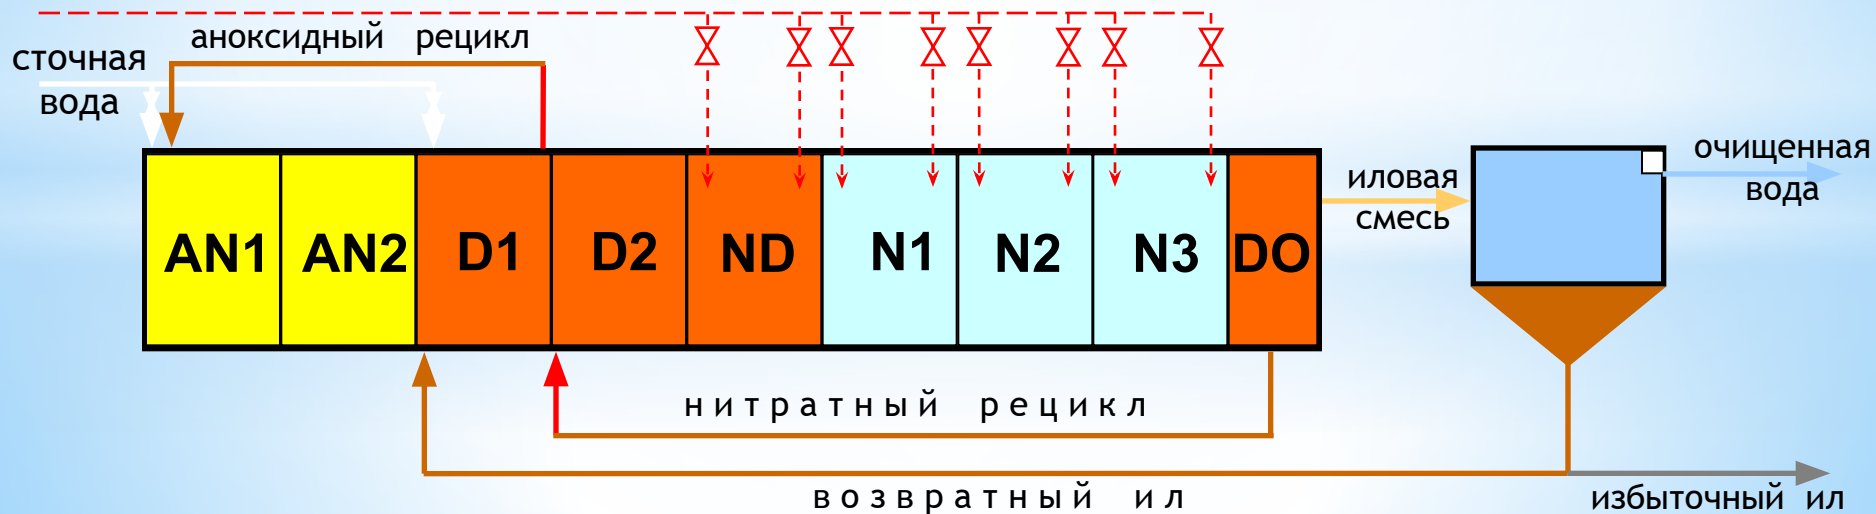 аноксидный рецикл
сточная
вода
очищенная
вода
иловая
смесь
AN1 AN2 D1 D2 ND N1 N2 N3 DO
нитратный рецикл
возвратный ил
избыточный ил